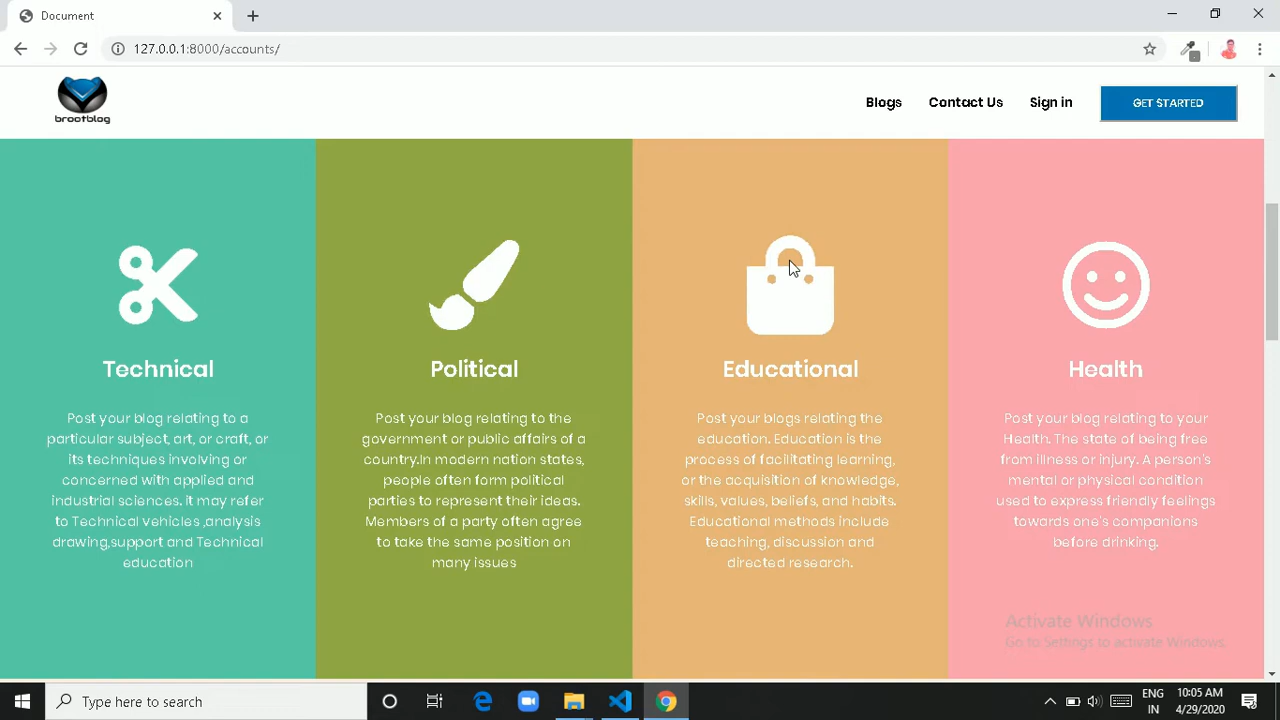 Document
127.0.0.1:8000/accounts/
brootblog
Blogs
Contact Us
Sign in
GET STARTED
Technical
Post your blog relating to a
particular subject, art, or craft, or
its techniques involving or
concerned with applied and
industrial sciences. it may refer
to Technical vehicles ,analysis
drawing,support and Technical
education
Political
Post your blog relating to the
government or public affairs of a
country.In modern nation states,
people often form political
parties to represent their ideas.
Members of a party often agree
to take the same position on
many issues
Educational
Post your blogs relating the
education. Education is the
process of facilitating learning,
or the acquisition of knowledge,
skills, values, beliefs, and habits.
Educational methods include
teaching, discussion and
directed research.
Health
Post your blog relating to your
Health. The state of being free
from illness or injury. A person's
mental or physical condition
used to express friendly feelings
towards one's companions
before drinking.
Activate Windows
Go to Settings to activate Windows.
Type here to search
ENG
IN
10:05 AM
4/29/2020